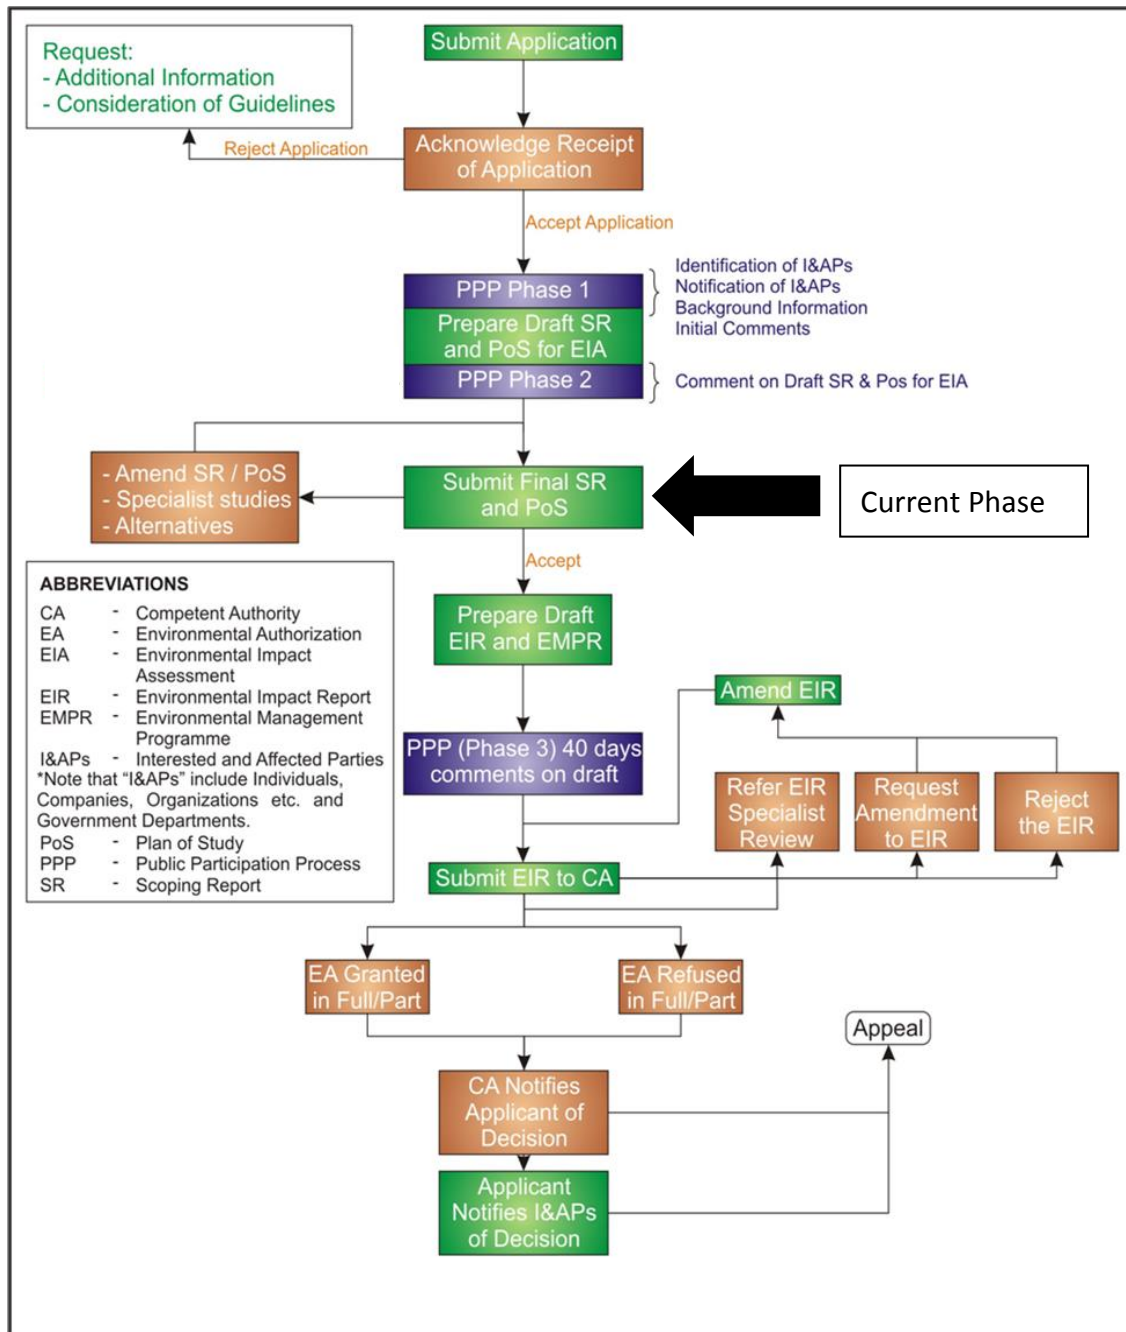 Submit Application
Request:
- Additional Information
- Consideration of Guidelines
Reject Application
Acknowledge Receipt
of Application
Accept Application
PPP Phase 1
Identification of I&APs
Notification of I&APs
Background Information
Initial Comments
Prepare Draft SR
and PoS for EIA
PPP Phase 2
Comment on Draft SR & Pos for EIA
- Amend SR / PoS
- Specialist studies
- Alternatives
Submit Final SR
and PoS
Current Phase
Accept
ABBREVIATIONS
CA - Competent Authority
EA - Environmental Authorization
EIA - Environmental Impact
Assessment
EIR - Environmental Impact Report
EMPR - Environmental Management
Programme
I&APs - Interested and Affected Parties
*Note that “I&APs” include Individuals,
Companies, Organizations etc. and
Government Departments.
PoS - Plan of Study
PPP - Public Participation Process
SR - Scoping Report
Prepare Draft
EIR and EMPR
Amend EIR
PPP (Phase 3) 40 days
comments on draft
Refer EIR
Specialist
Review
Request
Amendment
to EIR
Reject
the EIR
Submit EIR to CA
EA Granted
in Full/Part
EA Refused
in Full/Part
Appeal
CA Notifies
Applicant of
Decision
Applicant
Notifies I&APs
of Decision